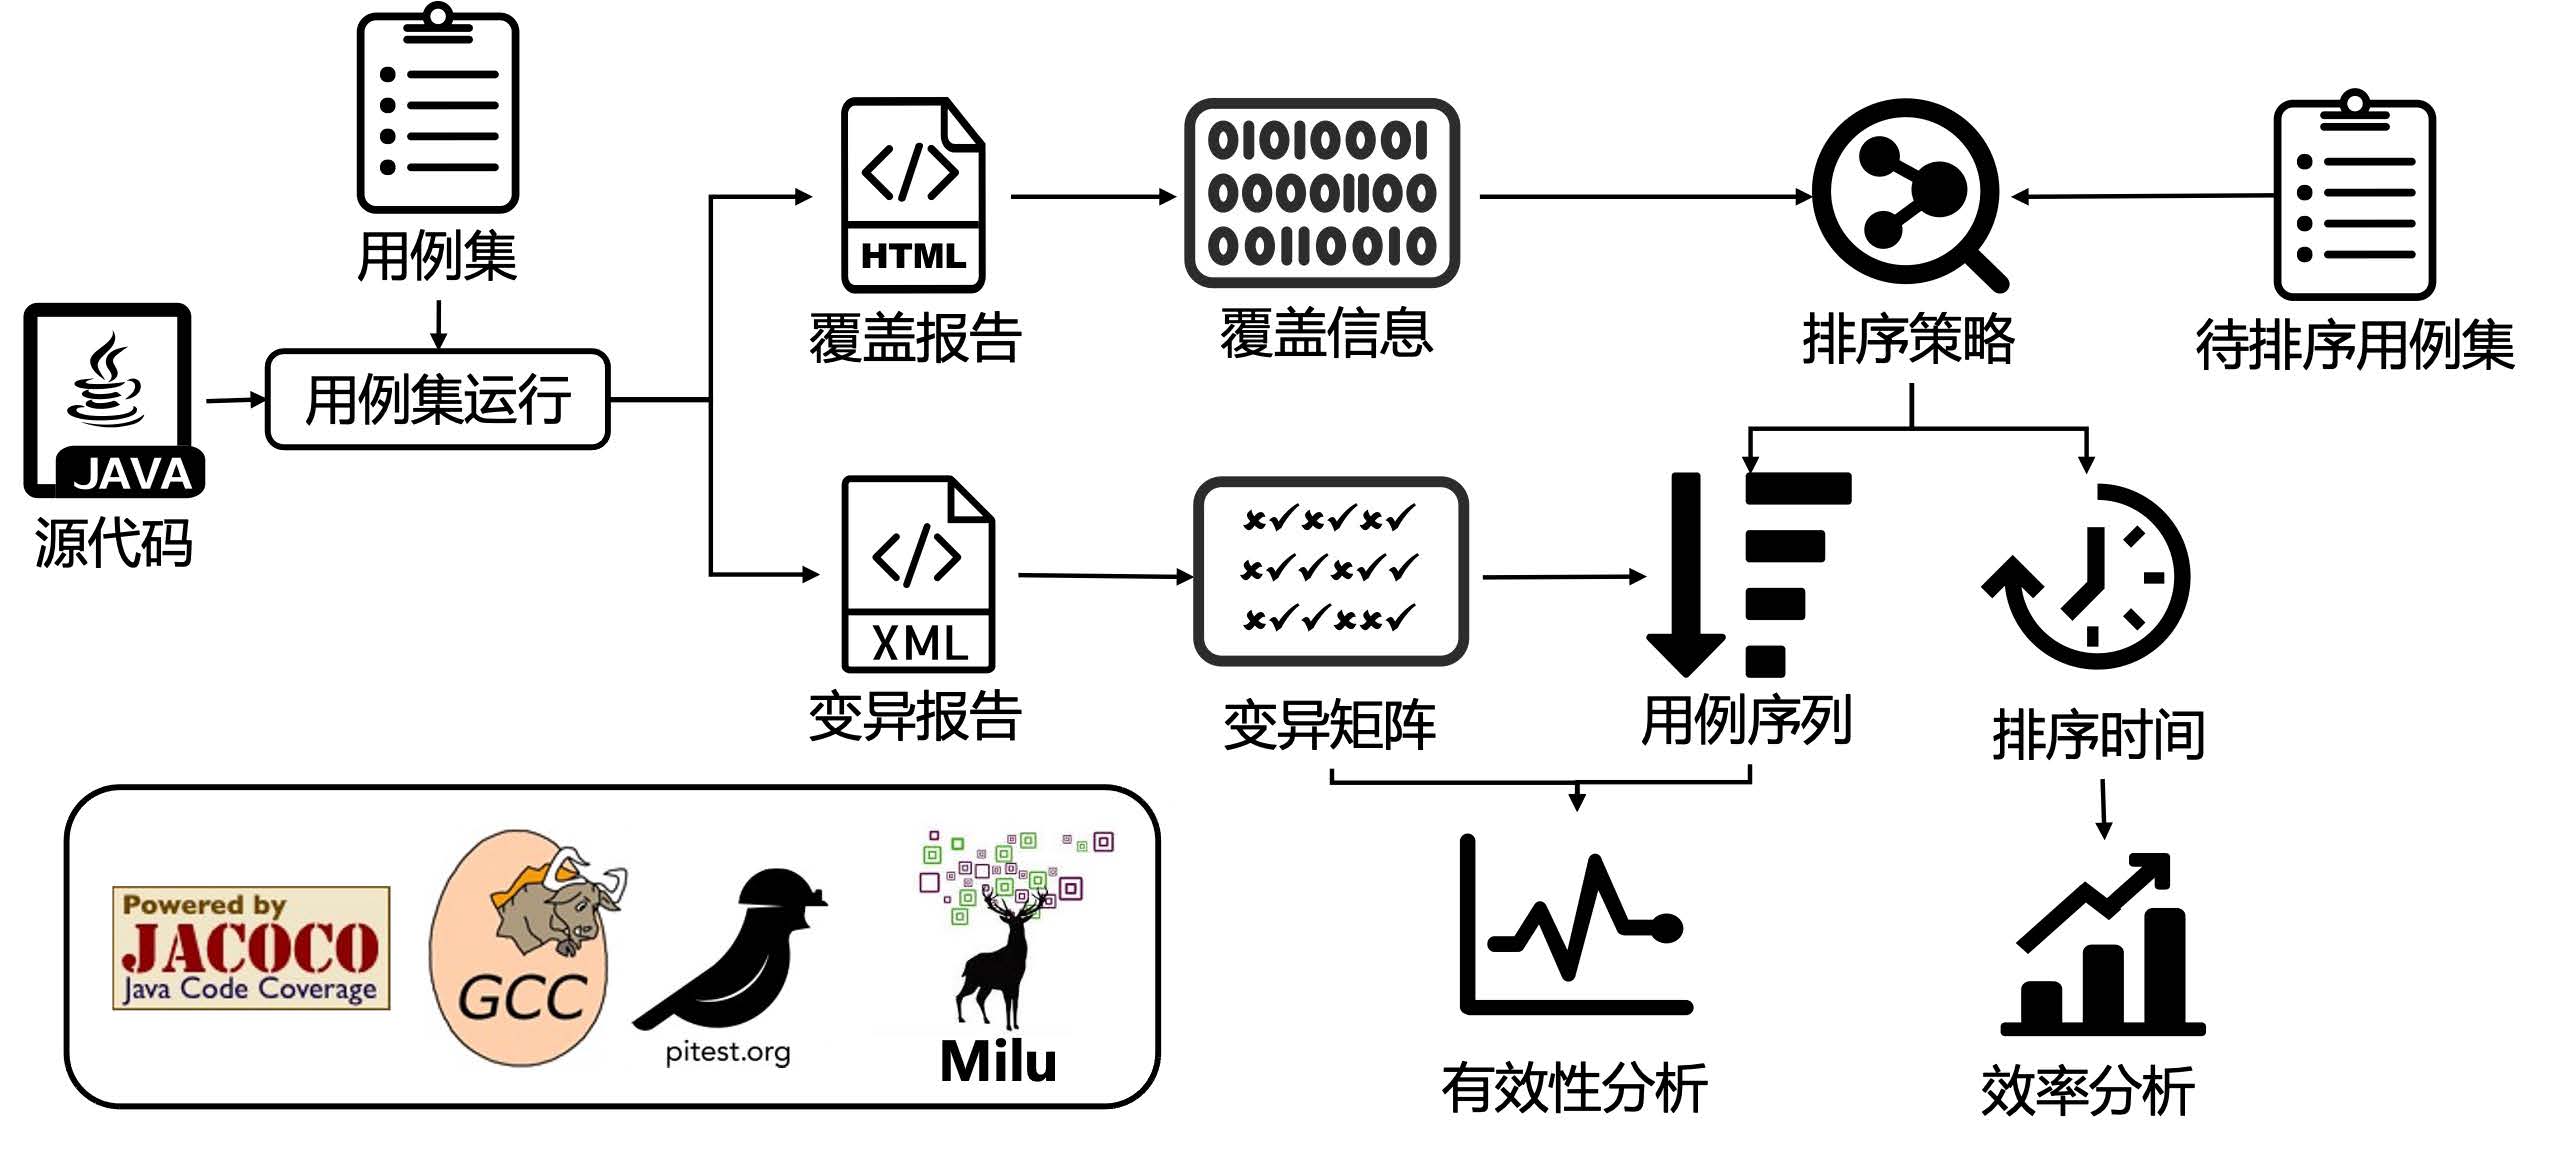 用例集
源代码
JAVA
用例集运行
HTML
覆盖报告
01010001
00001100
00110010
覆盖信息
排序策略
待排序用例集
XML
变异报告
变异矩阵
用例序列
排序时间
Powered by
JACOCO
Java Code Coverage
GCC
pitest.org
Milu
有效性分析
效率分析